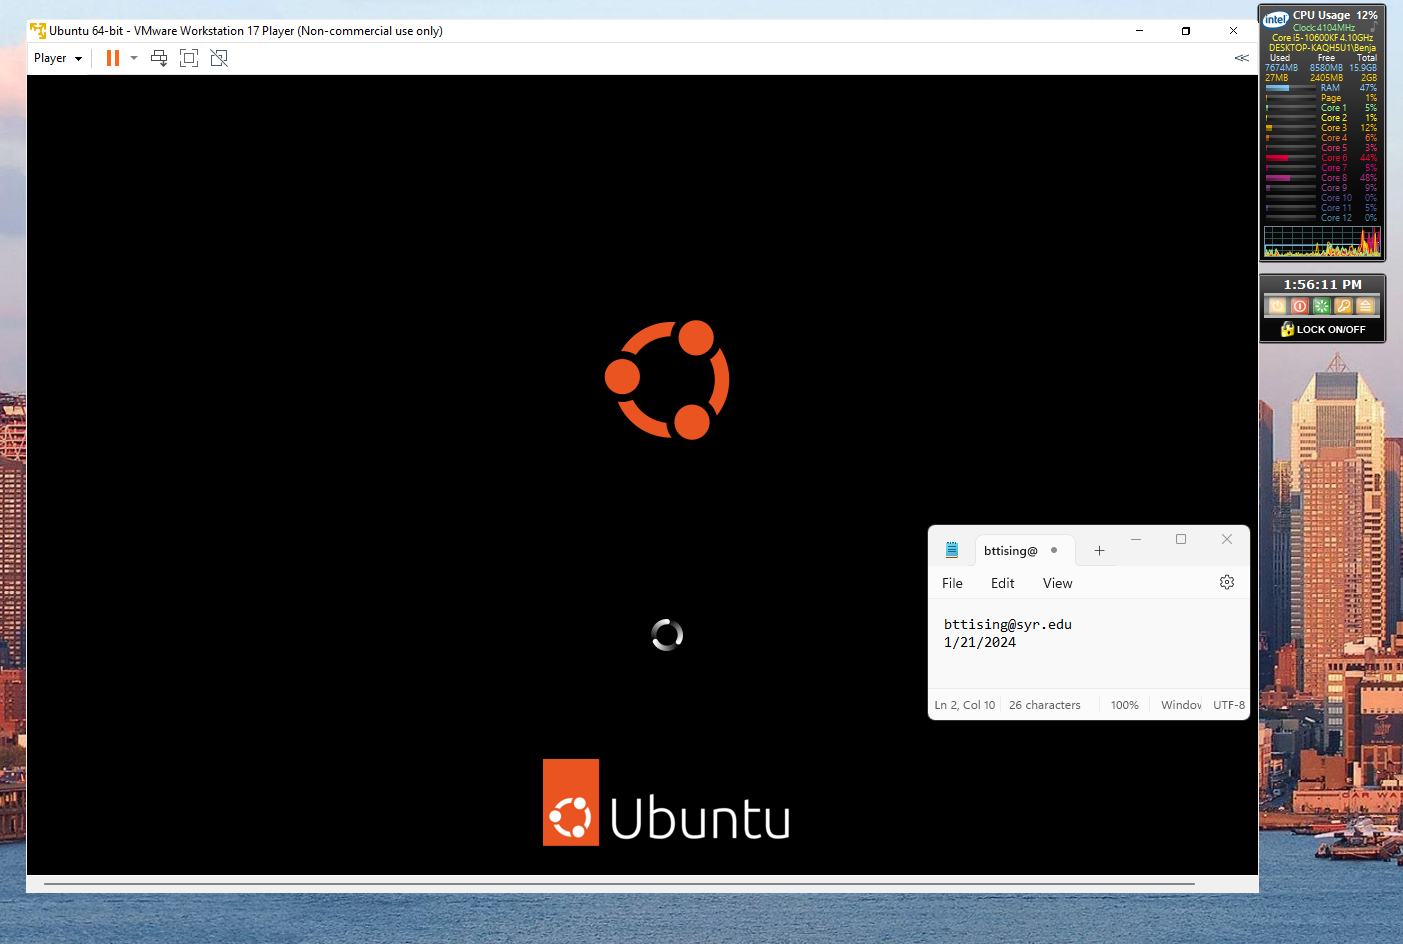 Ubuntu 64-bit - VMware Workstation 17 Player (Non-commercial use only)
Player
intel
CPU Usage 12%
Clock: 4104MHz
Core i5-10600KF 4.10GHz
DESKTOP-KAQH5U1\Benja
Used Free Total
7674MB 8580MB 15.9GB
27MB 2405MB 2GB
RAM 47%
Page 1%
Core 1 5%
Core 2 1%
Core 3 12%
Core 4 6%
Core 5 3%
Core 6 44%
Core 7 5%
Core 8 48%
Core 9 9%
Core 10 0%
Core 11 5%
Core 12 0%
1:56:11 PM
LOCK ON/OFF
bttising@
File Edit View
bttising@syr.edu
1/21/2024
Ln 2, Col 10 26 characters 100% Window UTF-8
Ubuntu
CAR WA